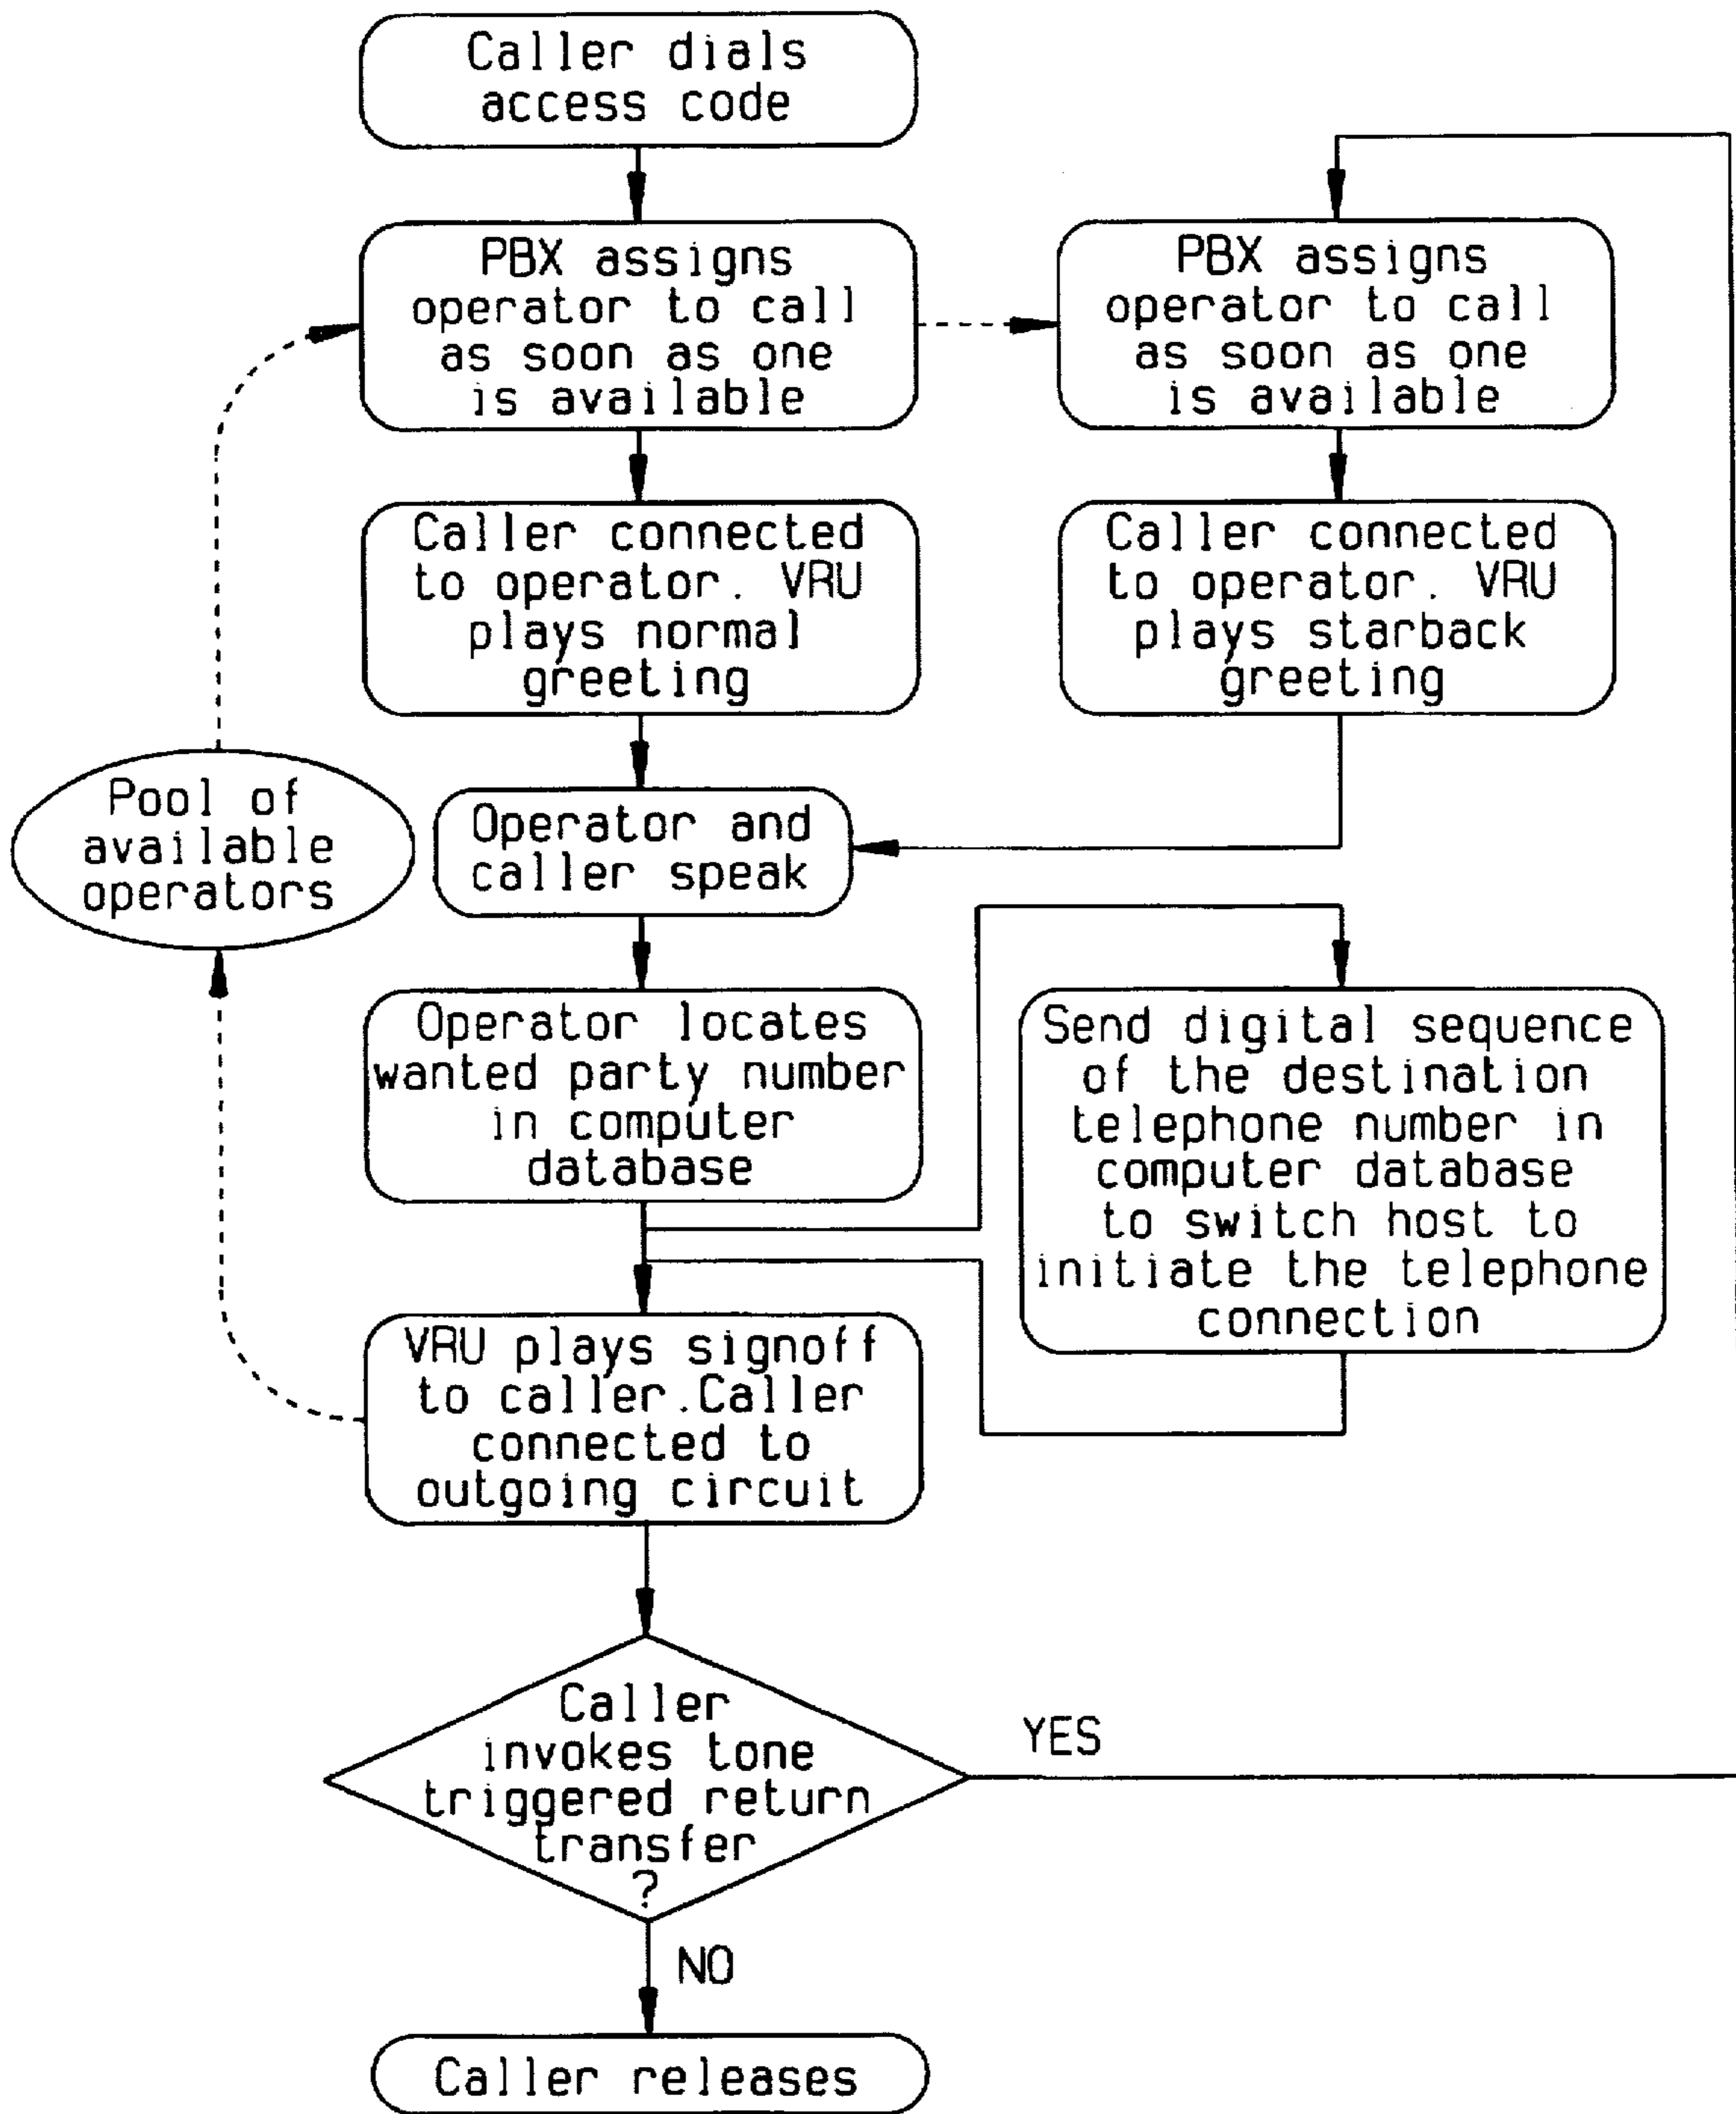 Caller dials
access code
PBX assigns
operator to call
as soon as one
is available
PBX assigns
operator to call
as soon as one
is available
Caller connected
to operator. VRU
plays normal
greeting
Caller connected
to operator. VRU
plays starback
greeting
Pool of
available
operators
Operator and
caller speak
Operator locates
wanted party number
in computer
database
Send digital sequence
of the destination
telephone number in
computer database
to switch host to
initiate the telephone
connection
VRU plays signoff
to caller.Caller
connected to
outgoing circuit
Caller
invokes tone
triggered return
transfer
?
YES
NO
Caller releases